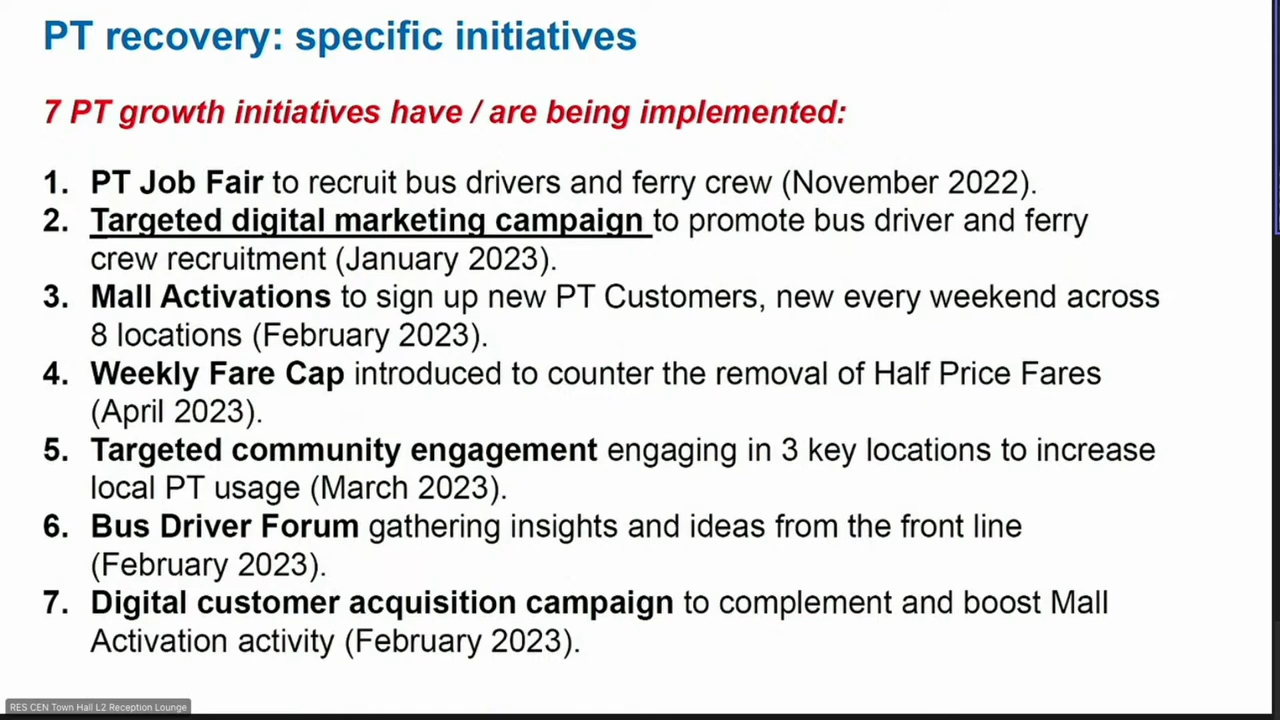 PT recovery: specific initiatives
7 PT growth initiatives have / are being implemented:
1. PT Job Fair to recruit bus drivers and ferry crew (November 2022).
2. Targeted digital marketing campaign to promote bus driver and ferry
crew recruitment (January 2023).
3. Mall Activations to sign up new PT Customers, new every weekend across
8 locations (February 2023).
4. Weekly Fare Cap introduced to counter the removal of Half Price Fares
(April 2023).
5. Targeted community engagement engaging in 3 key locations to increase
local PT usage (March 2023).
6. Bus Driver Forum gathering insights and ideas from the front line
(February 2023).
7. Digital customer acquisition campaign to complement and boost Mall
Activation activity (February 2023).
RES CEN Town Hall L2 Reception Lounge